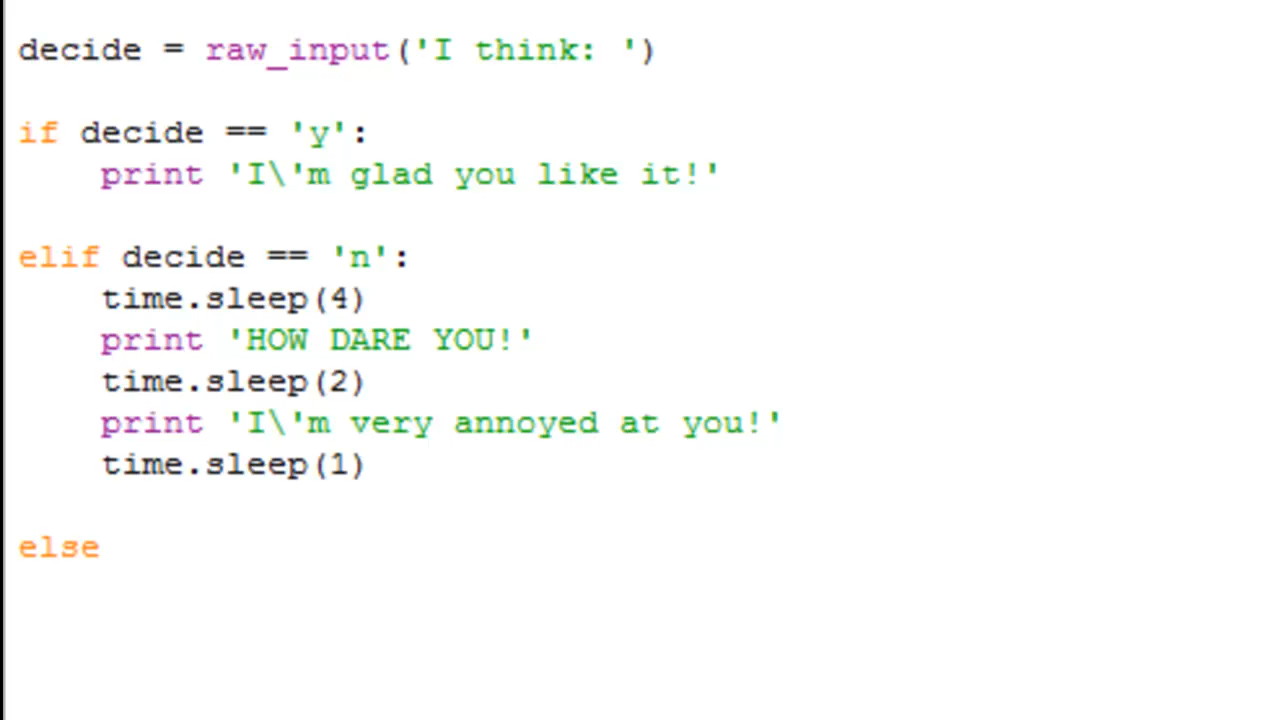 decide = raw_input('I think: ')
if decide == 'y':
    print 'I\'m glad you like it!'
elif decide == 'n':
    time.sleep(4)
    print 'HOW DARE YOU!'
    time.sleep(2)
    print 'I\'m very annoyed at you!'
    time.sleep(1)
else